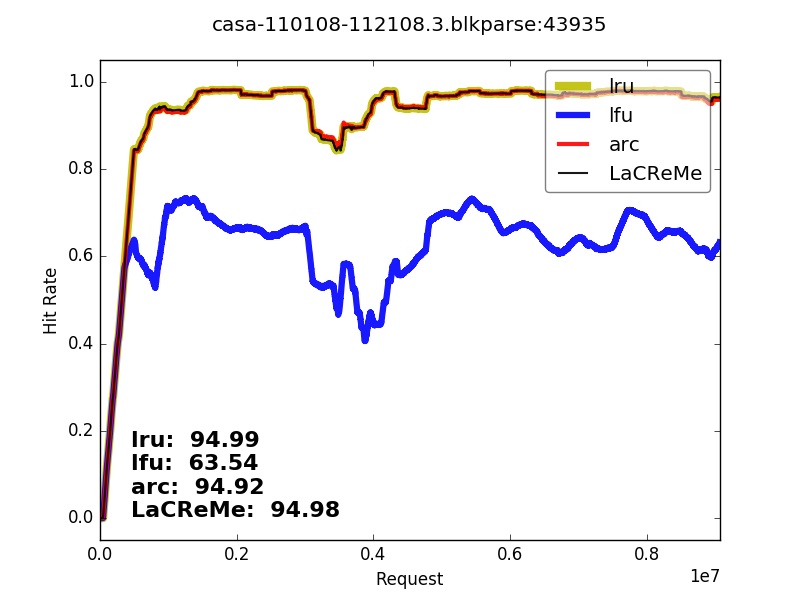 casa-110108-112108.3.blkparse:43935
lru
lfu
arc
LaCReMe
Hit Rate
1.0
0.8
0.6
0.4
0.2
0.0
lru: 94.99
lfu: 63.54
arc: 94.92
LaCReMe: 94.98
0.0 0.2 0.4 0.6 0.8
1e7
Request